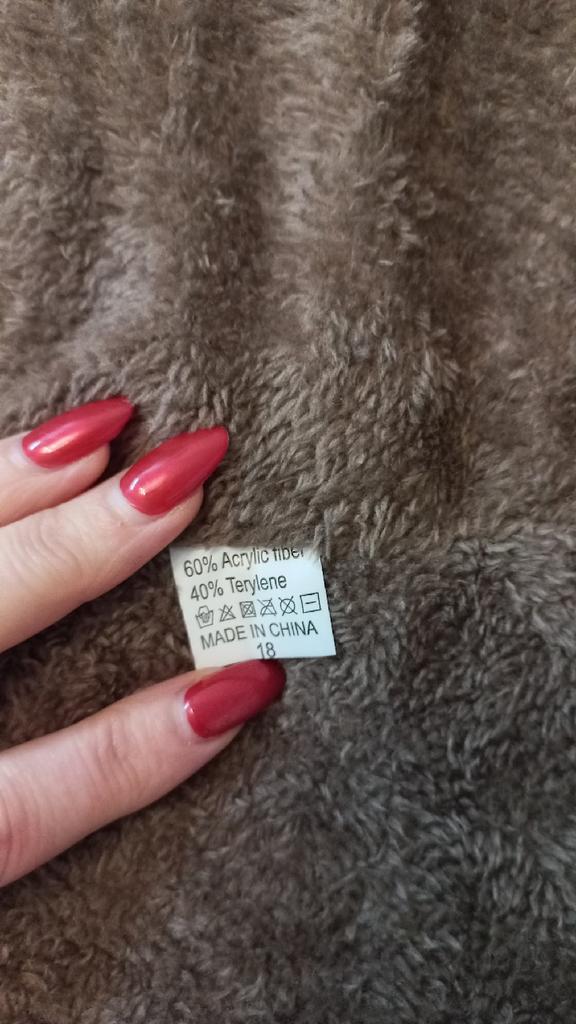 60% Acrylic fiber
40% Terylene
MADE IN CHINA
18